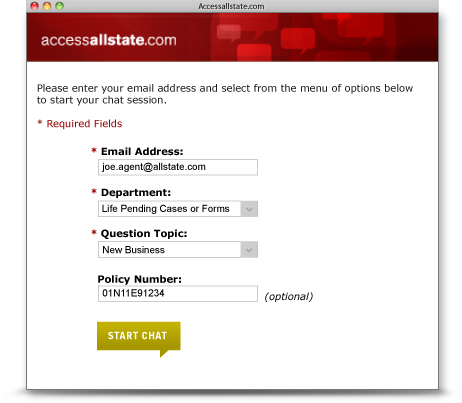 Accessallstate.com
accessallstate.com
Please enter your email address and select from the menu of options below
to start your chat session.
* Required Fields
* Email Address:
joe.agent@allstate.com
* Department:
Life Pending Cases or Forms
* Question Topic:
New Business
Policy Number:
01N11E91234 (optional)
START CHAT